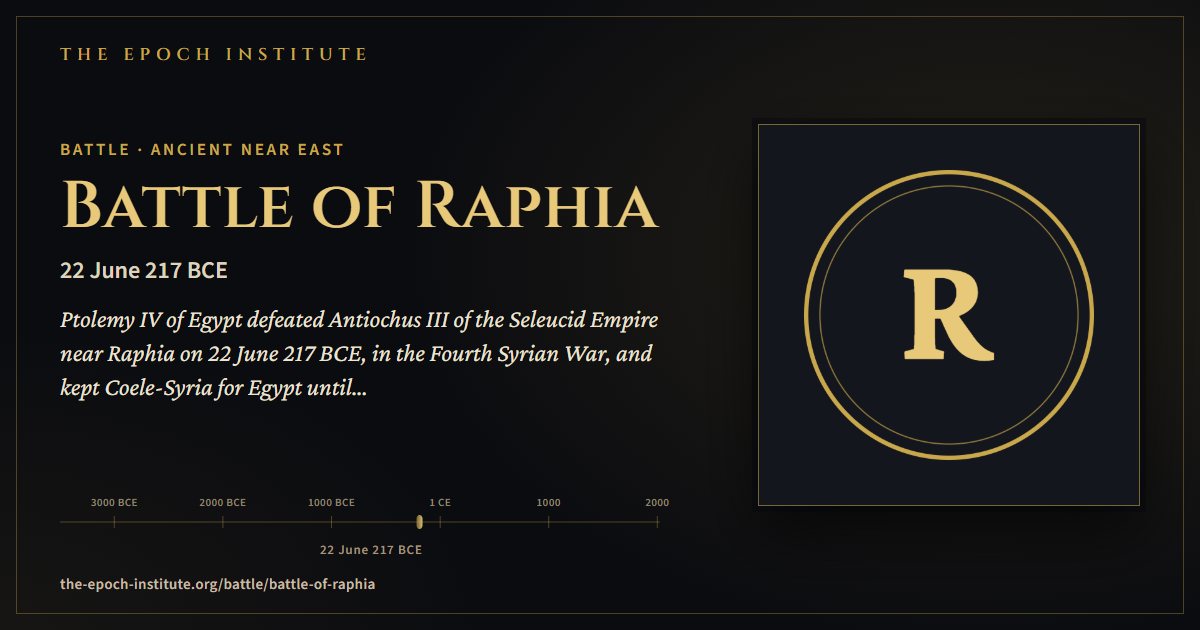 THE EPOCH INSTITUTE
BATTLE · ANCIENT NEAR EAST
BATTLE OF RAPHIA
22 June 217 BCE
Ptolemy IV of Egypt defeated Antiochus III of the Seleucid Empire
near Raphia on 22 June 217 BCE, in the Fourth Syrian War, and
kept Coele-Syria for Egypt until...
R
3000 BCE 2000 BCE 1000 BCE 1 CE 1000 2000
22 June 217 BCE
the-epoch-institute.org/battle/battle-of-raphia